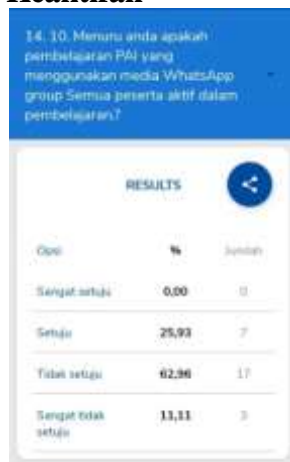 14. 10. Menuru anda apakah
pembelajaran PAI yang
menggunakan media WhatsApp
group Semua peserta aktif dalam
pembelajaran.?
RESULTS
Opsi % Jumlah
Sangat setuju 0,00 0
Setuju 25,93 7
Tidak setuju 62,96 17
Sangat tidak 11,11 3
setuju